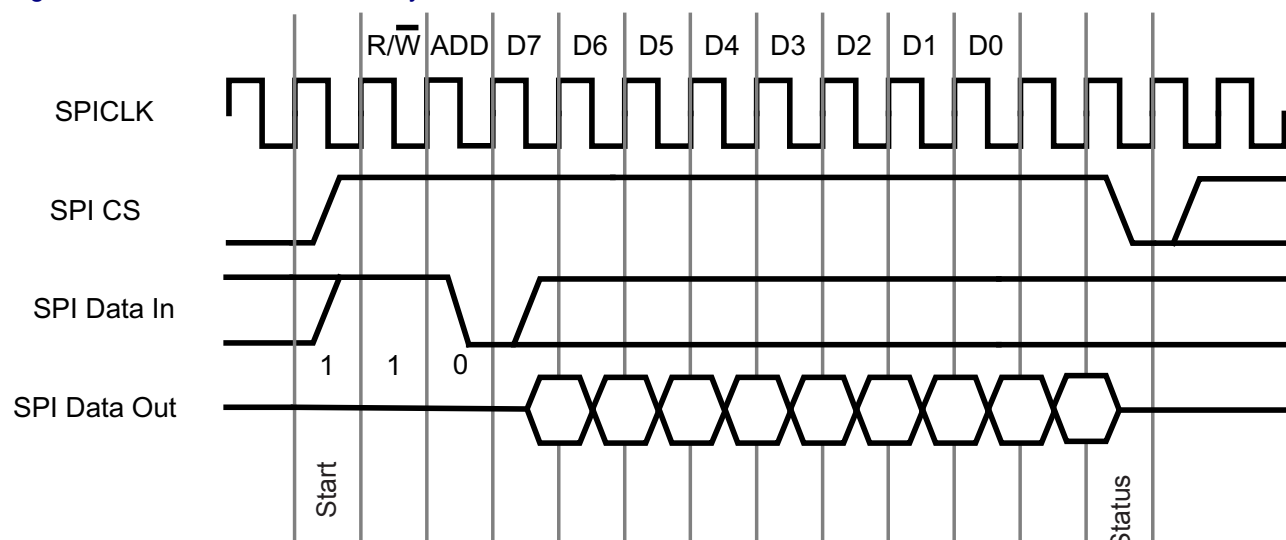 R/W ADD D7 D6 D5 D4 D3 D2 D1 D0
SPICLK
SPI CS
SPI Data In
1 1 0
SPI Data Out
Start
Status